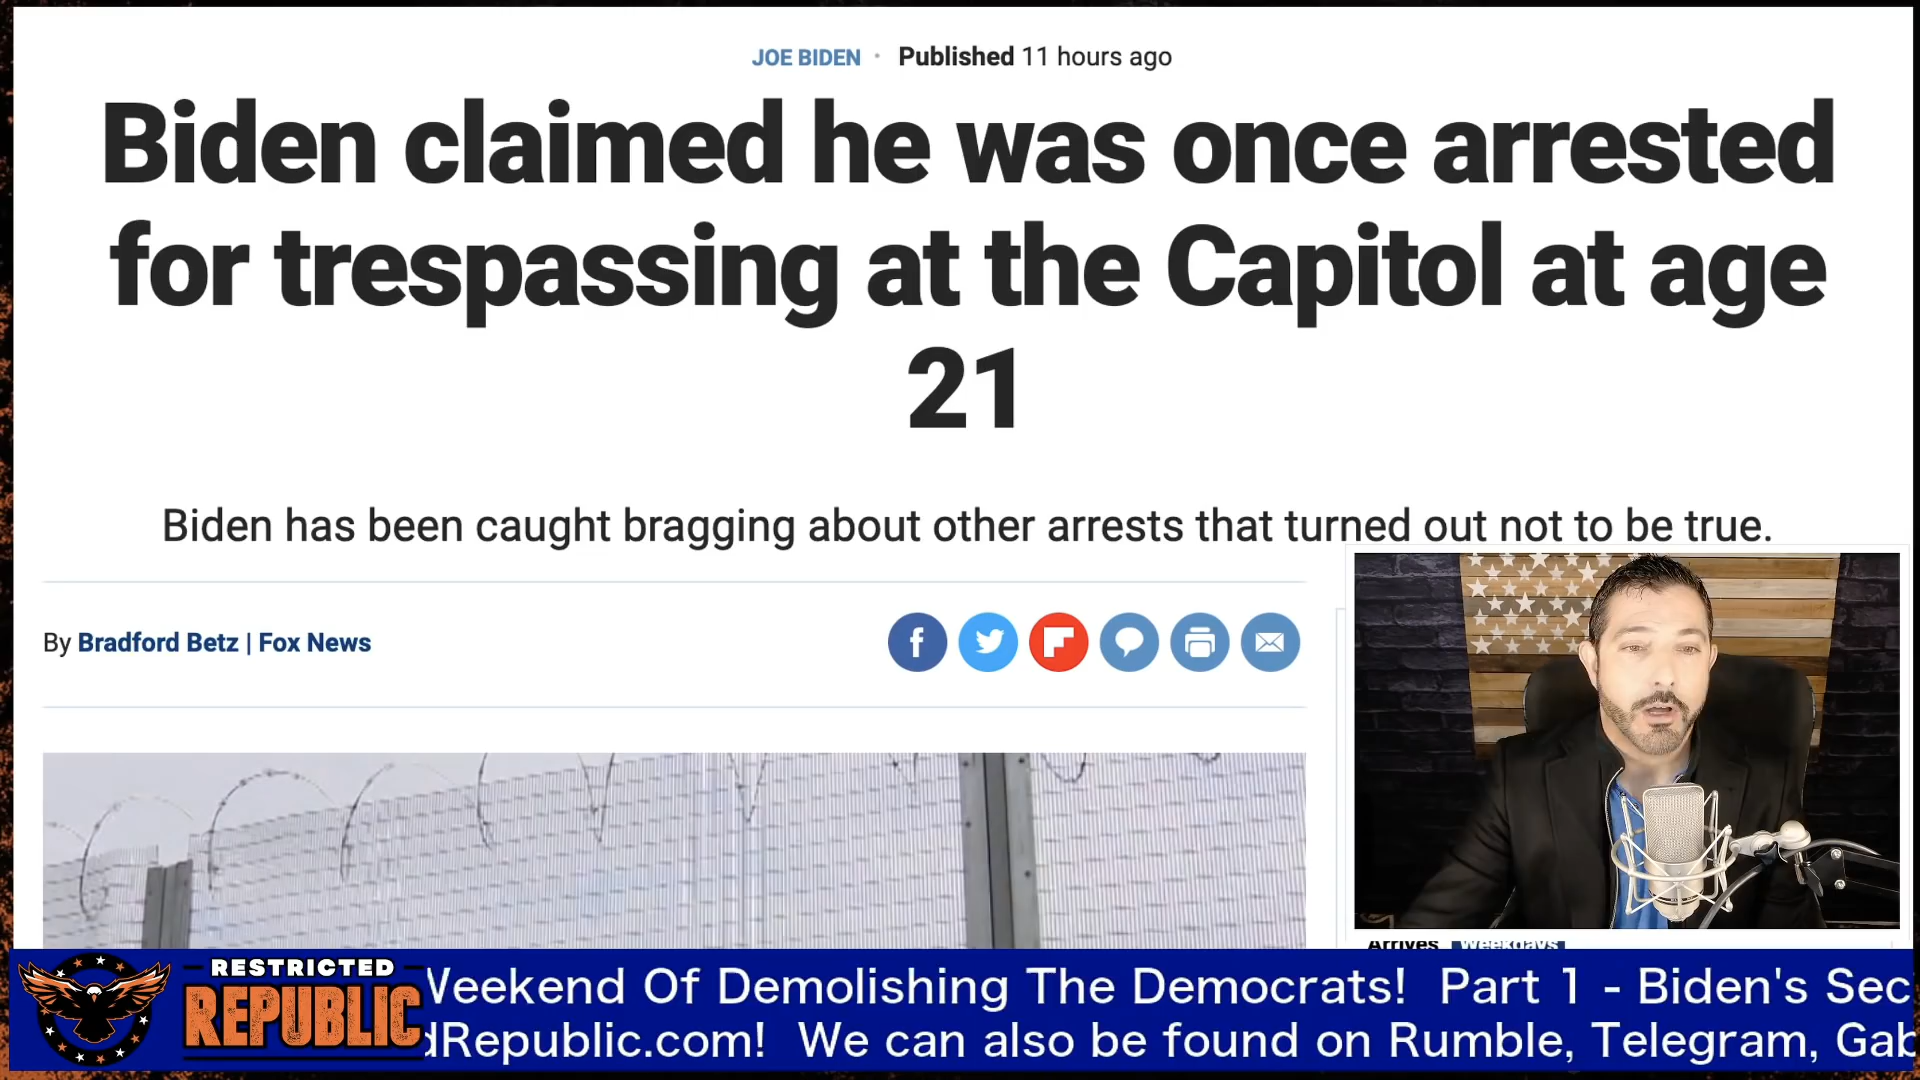 JOE BIDEN · Published 11 hours ago
Biden claimed he was once arrested
for trespassing at the Capitol at age
21
Biden has been caught bragging about other arrests that turned out not to be true.
By Bradford Betz | Fox News
Arrives Weekdays
RESTRICTED
REPUBLIC
Weekend Of Demolishing The Democrats! Part 1 - Biden's Sec
dRepublic.com! We can also be found on Rumble, Telegram, Gab